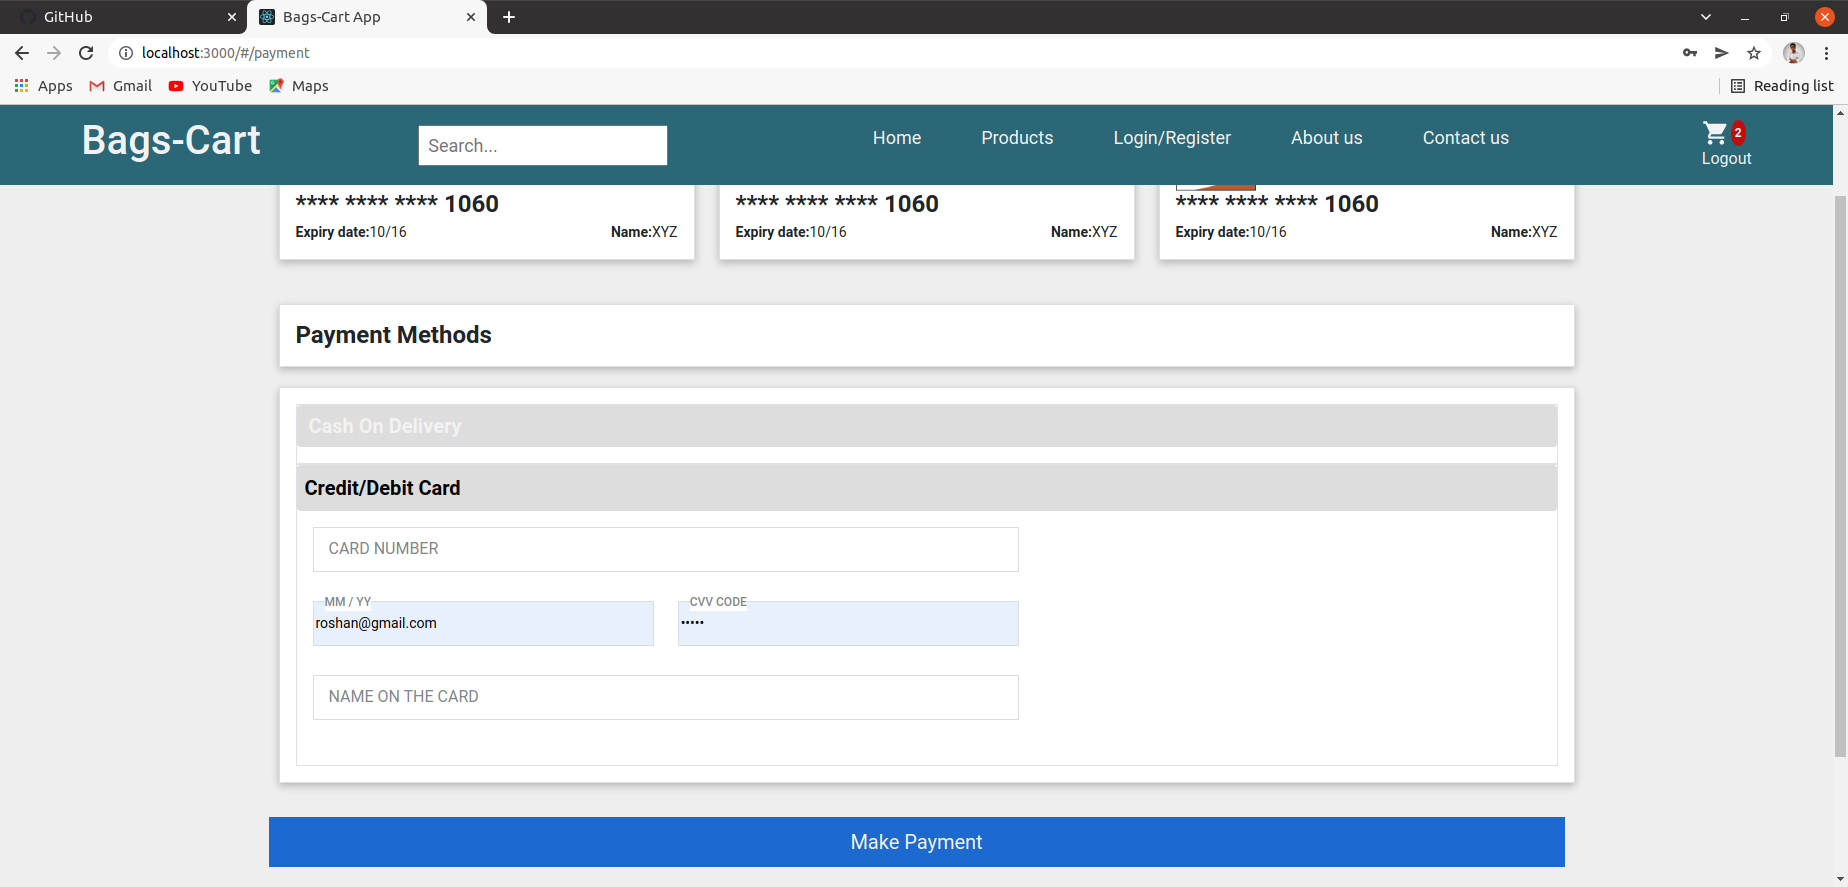 GitHub
Bags-Cart App
localhost:3000/#/payment
Apps
Gmail
YouTube
Maps
Reading list
Bags-Cart
Search...
Home
Products
Login/Register
About us
Contact us
2
Logout
**** **** **** 1060
Expiry date:10/16 Name:XYZ
**** **** **** 1060
Expiry date:10/16 Name:XYZ
**** **** **** 1060
Expiry date:10/16 Name:XYZ
Payment Methods
Cash On Delivery
Credit/Debit Card
CARD NUMBER
MM / YY
roshan@gmail.com
CVV CODE
•••••
NAME ON THE CARD
Make Payment